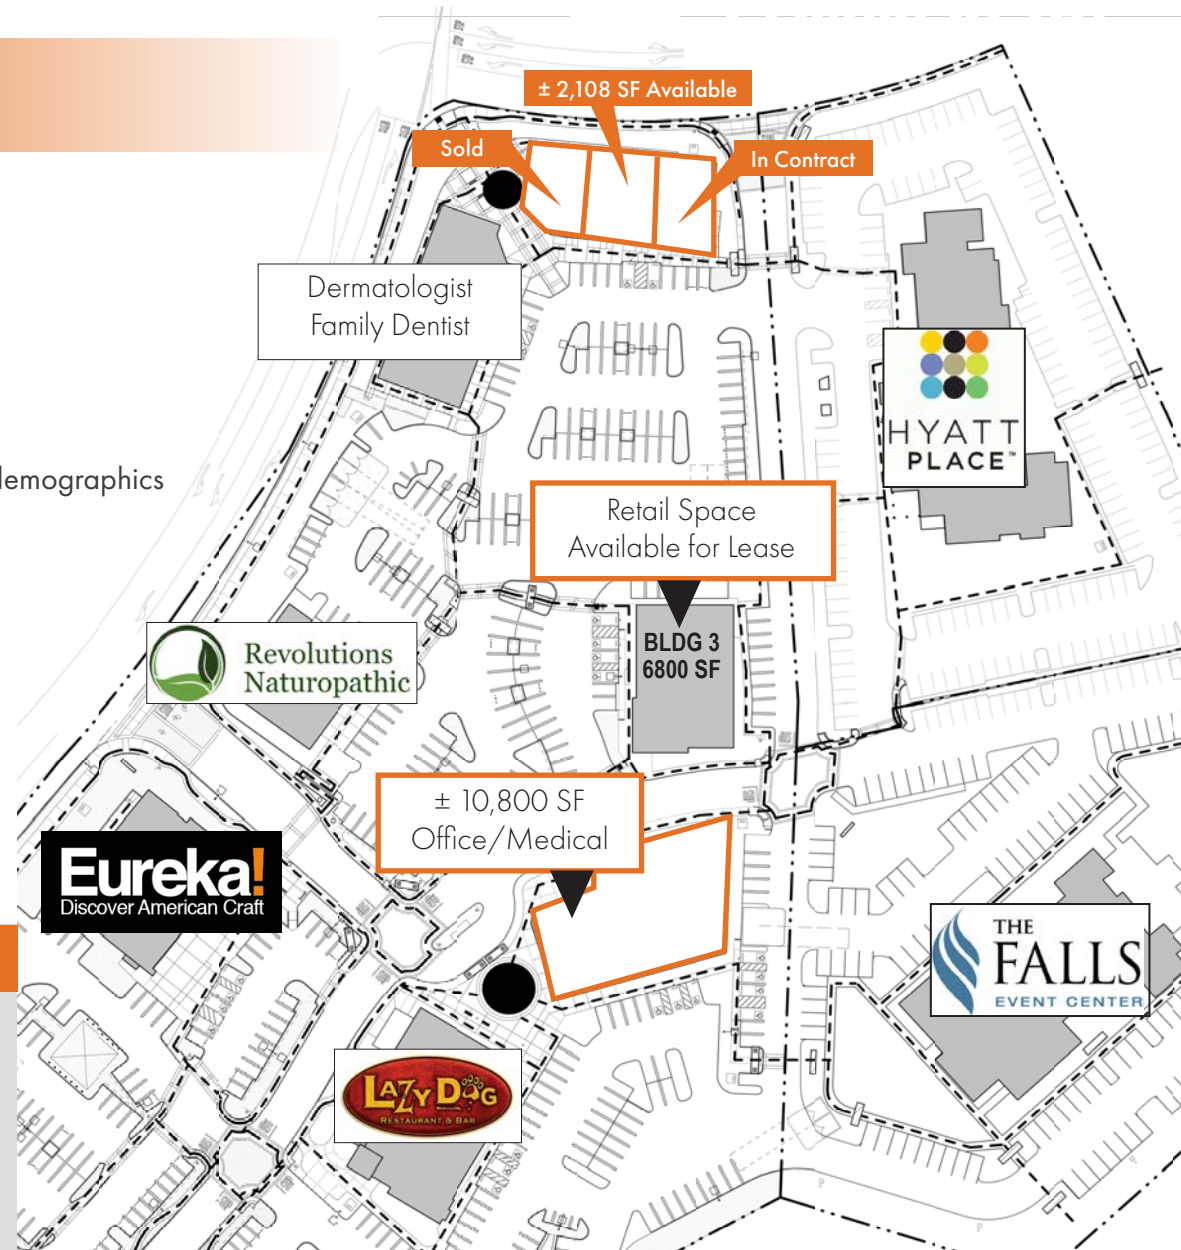 ± 2,108 SF Available
Sold
In Contract
Dermatologist
Family Dentist
HYATT
PLACE™
demographics
Retail Space
Available for Lease
BLDG 3
6800 SF
Revolutions
Naturopathic
± 10,800 SF
Office/Medical
Eureka!
Discover American Craft
THE
FALLS
EVENT CENTER
LAZY DOG
RESTAURANT & BAR